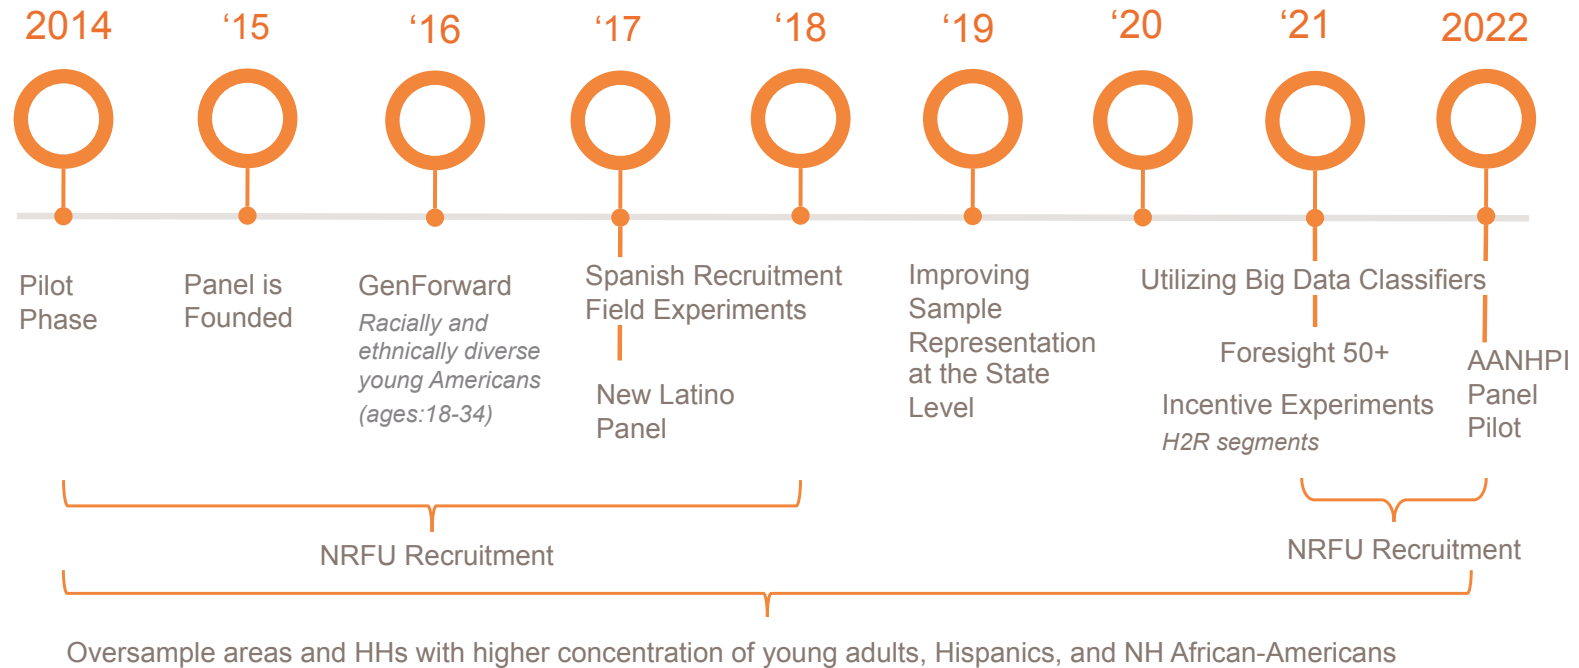 2014 ‘15 ‘16 ‘17 ‘18 ‘19 ‘20 ‘21 2022
Pilot
Phase
Panel is
Founded
GenForward
Racially and
ethnically diverse
young Americans
(ages:18-34)
Spanish Recruitment
Field Experiments
New Latino
Panel
Improving
Sample
Representation
at the State
Level
Utilizing Big Data Classifiers
Foresight 50+
Incentive Experiments
H2R segments
AANHPI
Panel
Pilot
NRFU Recruitment
NRFU Recruitment
Oversample areas and HHs with higher concentration of young adults, Hispanics, and NH African-Americans